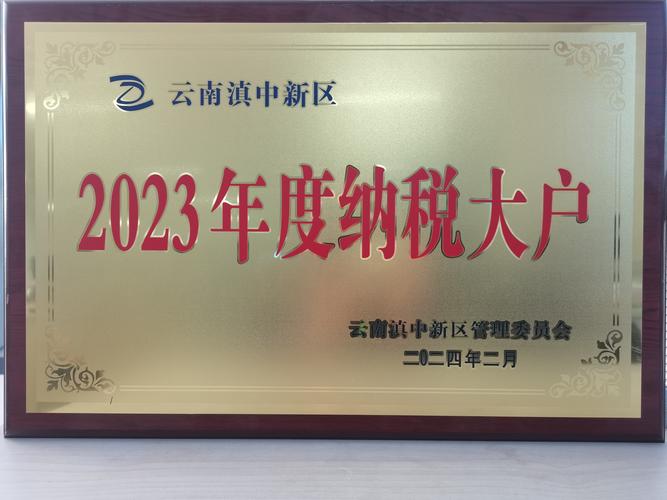 云南滇中新区
2023年度纳税大户
云南滇中新区管理委员会
二〇二四年二月